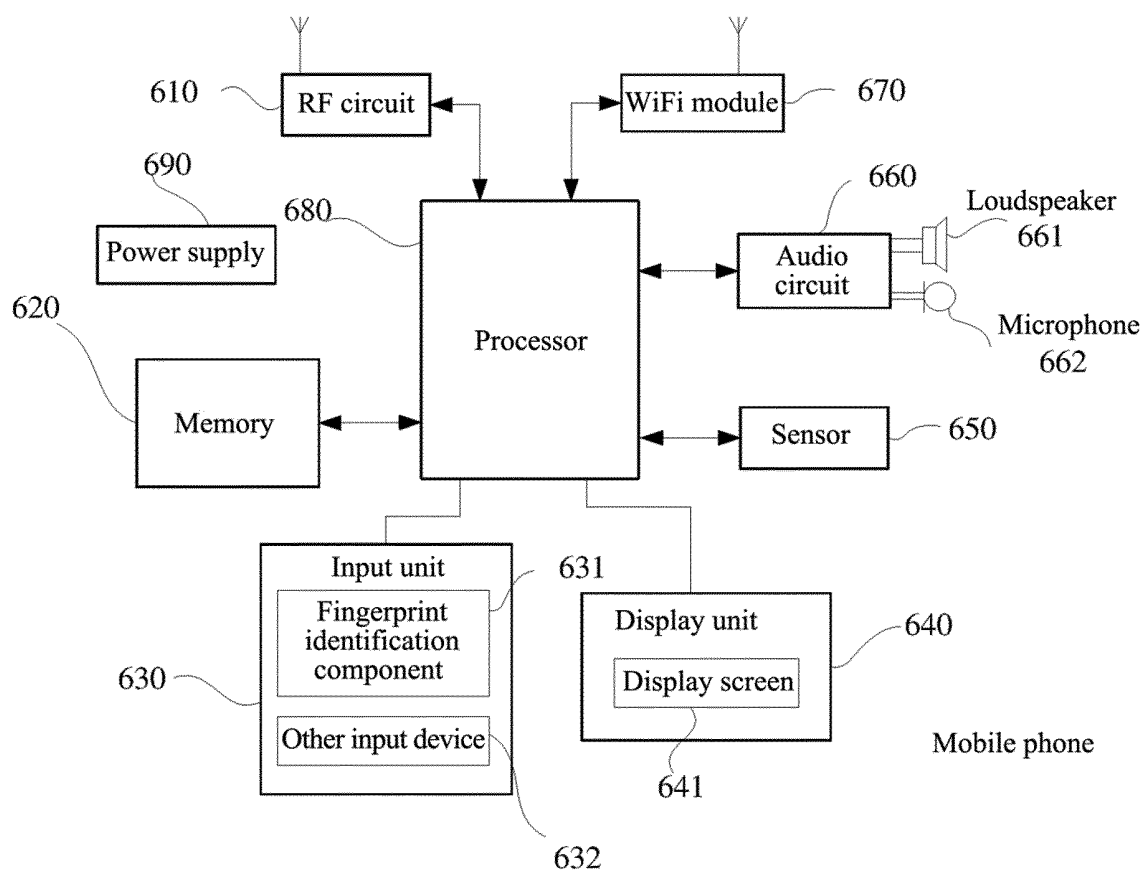 610
RF circuit
WiFi module
670
690
Power supply
680
660
Loudspeaker
661
Audio
circuit
620
Processor
Microphone
662
Memory
Sensor
650
Input unit
631
Fingerprint
identification
component
630
Other input device
632
Display unit
640
Display screen
641
Mobile phone